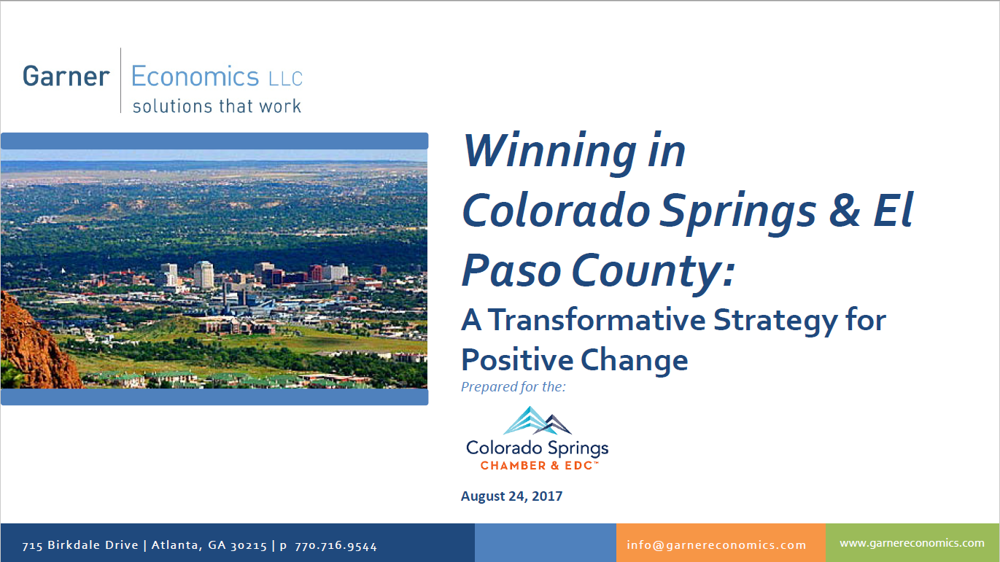 Garner
Economics LLC
solutions that work
Winning in
Colorado Springs & El
Paso County:
A Transformative Strategy for
Positive Change
Prepared for the:
Colorado Springs
CHAMBER & EDC™
August 24, 2017
715 Birkdale Drive | Atlanta, GA 30215 | p 770.716.9544
info@garnereconomics.com
www.garnereconomics.com